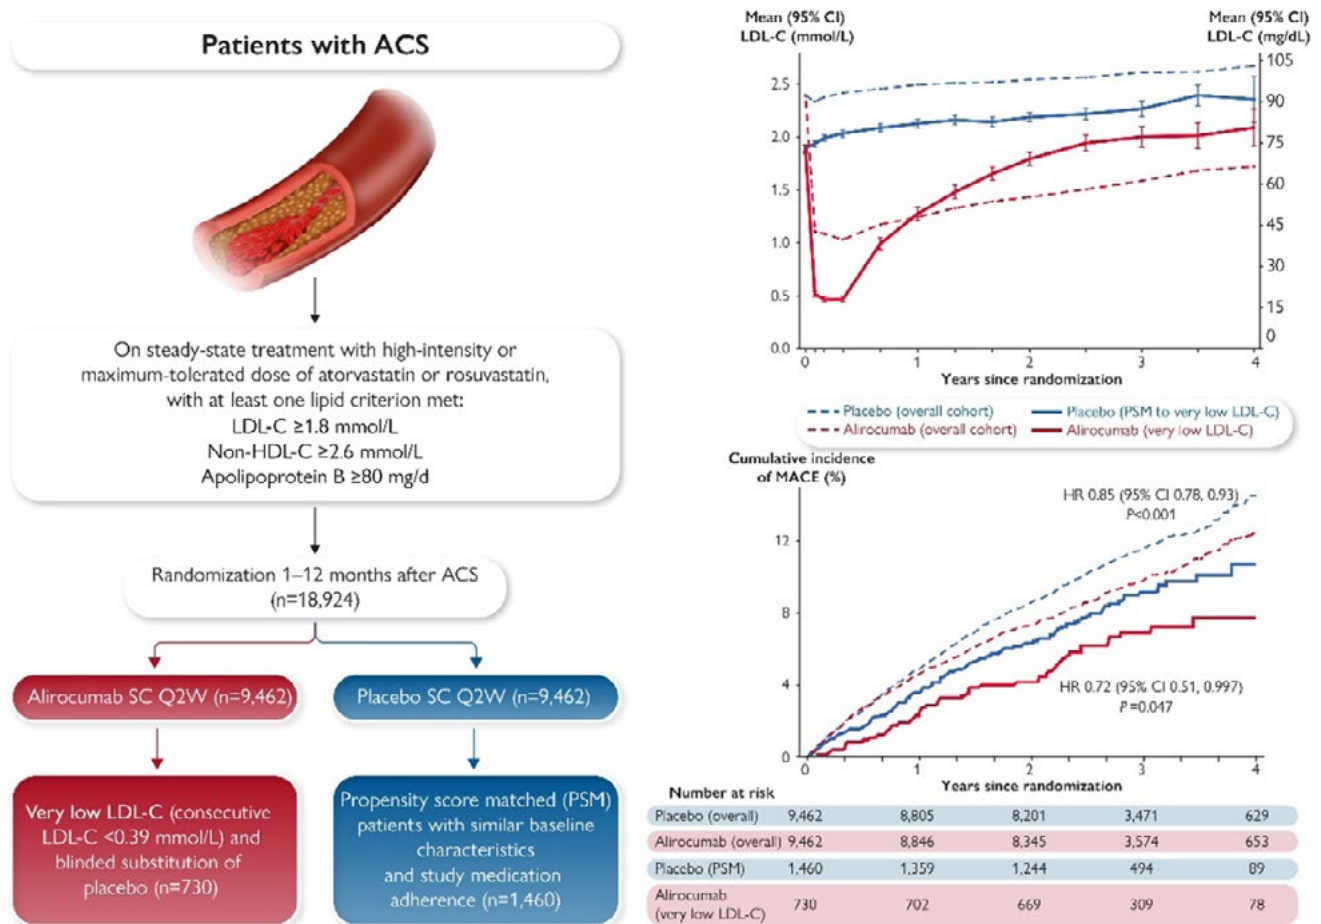 Patients with ACS
On steady-state treatment with high-intensity or
maximum-tolerated dose of atorvastatin or rosuvastatin,
with at least one lipid criterion met:
LDL-C ≥1.8 mmol/L
Non-HDL-C ≥2.6 mmol/L
Apolipoprotein B ≥80 mg/d
Randomization 1–12 months after ACS
(n=18,924)
Alirocumab SC Q2W (n=9,462)
Placebo SC Q2W (n=9,462)
Very low LDL-C (consecutive
LDL-C <0.39 mmol/L) and
blinded substitution of
placebo (n=730)
Propensity score matched (PSM)
patients with similar baseline
characteristics
and study medication
adherence (n=1,460)
Mean (95% CI)
LDL-C (mmol/L)
Mean (95% CI)
LDL-C (mg/dL)
2.5
2.0
1.5
1.0
0.5
0.0
105
90
75
60
45
30
15
0
0 1 2 3 4
Years since randomization
Placebo (overall cohort) Placebo (PSM to very low LDL-C)
Alirocumab (overall cohort) Alirocumab (very low LDL-C)
Cumulative incidence
of MACE (%)
HR 0.85 (95% CI 0.78, 0.93)
P<0.001
12
8
4
0
HR 0.72 (95% CI 0.51, 0.997)
P=0.047
0 1 2 3 4
Years since randomization
Number at risk
Placebo (overall) 9,462 8,805 8,201 3,471 629
Alirocumab (overall) 9,462 8,846 8,345 3,574 653
Placebo (PSM) 1,460 1,359 1,244 494 89
Alirocumab
(very low LDL-C) 730 702 669 309 78